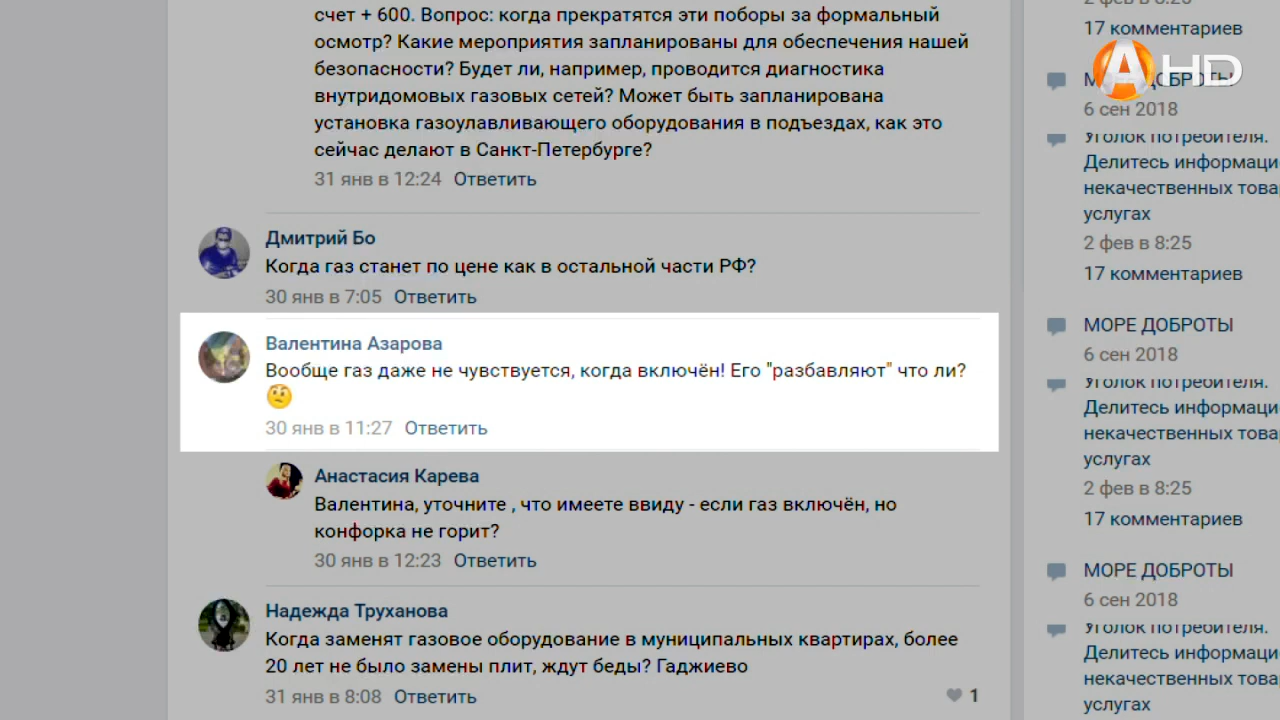 счет + 600. Вопрос: когда прекратятся эти поборы за формальный
осмотр? Какие мероприятия запланированы для обеспечения нашей
безопасности? Будет ли, например, проводится диагностика
внутридомовых газовых сетей? Может быть запланирована
установка газоулавливающего оборудования в подъездах, как это
сейчас делают в Санкт-Петербурге?
31 янв в 12:24 Ответить
Дмитрий Бо
Когда газ станет по цене как в остальной части РФ?
30 янв в 7:05 Ответить
Валентина Азарова
Вообще газ даже не чувствуется, когда включён! Его "разбавляют" что ли?
🤨
30 янв в 11:27 Ответить
Анастасия Карева
Валентина, уточните , что имеете ввиду - если газ включён, но
конфорка не горит?
30 янв в 12:23 Ответить
Надежда Труханова
Когда заменят газовое оборудование в муниципальных квартирах, более
20 лет не было замены плит, ждут беды? Гаджиево
31 янв в 8:08 Ответить
1
2 фев в 8:25
17 комментариев
МОРЕ ДОБРОТЫ
6 сен 2018
Уголок потребителя.
Делитесь информаци
некачественных това
услугах
2 фев в 8:25
17 комментариев
МОРЕ ДОБРОТЫ
6 сен 2018
Уголок потребителя.
Делитесь информаци
некачественных това
услугах
2 фев в 8:25
17 комментариев
МОРЕ ДОБРОТЫ
6 сен 2018
Уголок потребителя.
Делитесь информаци
некачественных това
услугах
А HD